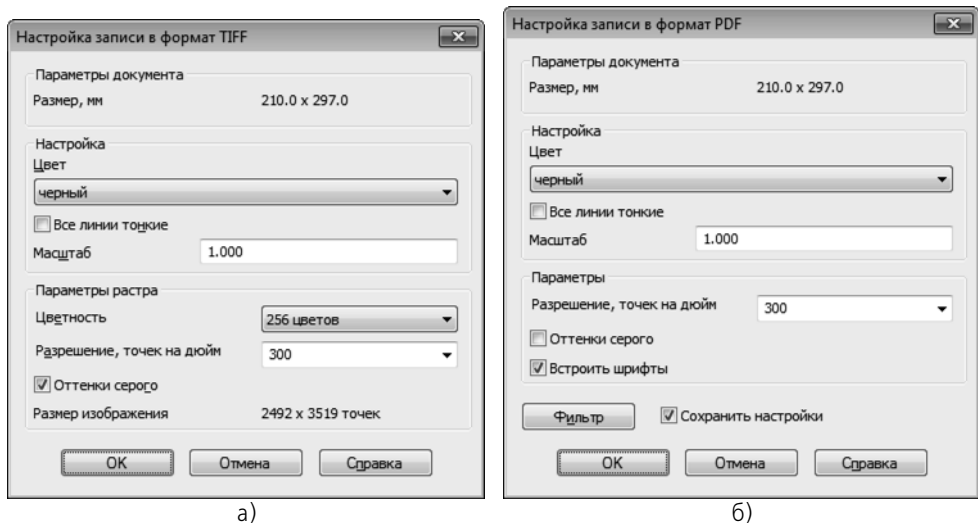 Настройка записи в формат TIFF
Параметры документа
Размер, мм 210.0 x 297.0
Настройка
Цвет
черный
Все линии тонкие
Масштаб 1.000
Параметры растра
Цветность 256 цветов
Разрешение, точек на дюйм 300
Оттенки серого
Размер изображения 2492 x 3519 точек
OK Отмена Справка
а)
Настройка записи в формат PDF
Параметры документа
Размер, мм 210.0 x 297.0
Настройка
Цвет
черный
Все линии тонкие
Масштаб 1.000
Параметры
Разрешение, точек на дюйм 300
Оттенки серого
Встроить шрифты
Фильтр Сохранить настройки
OK Отмена Справка
б)